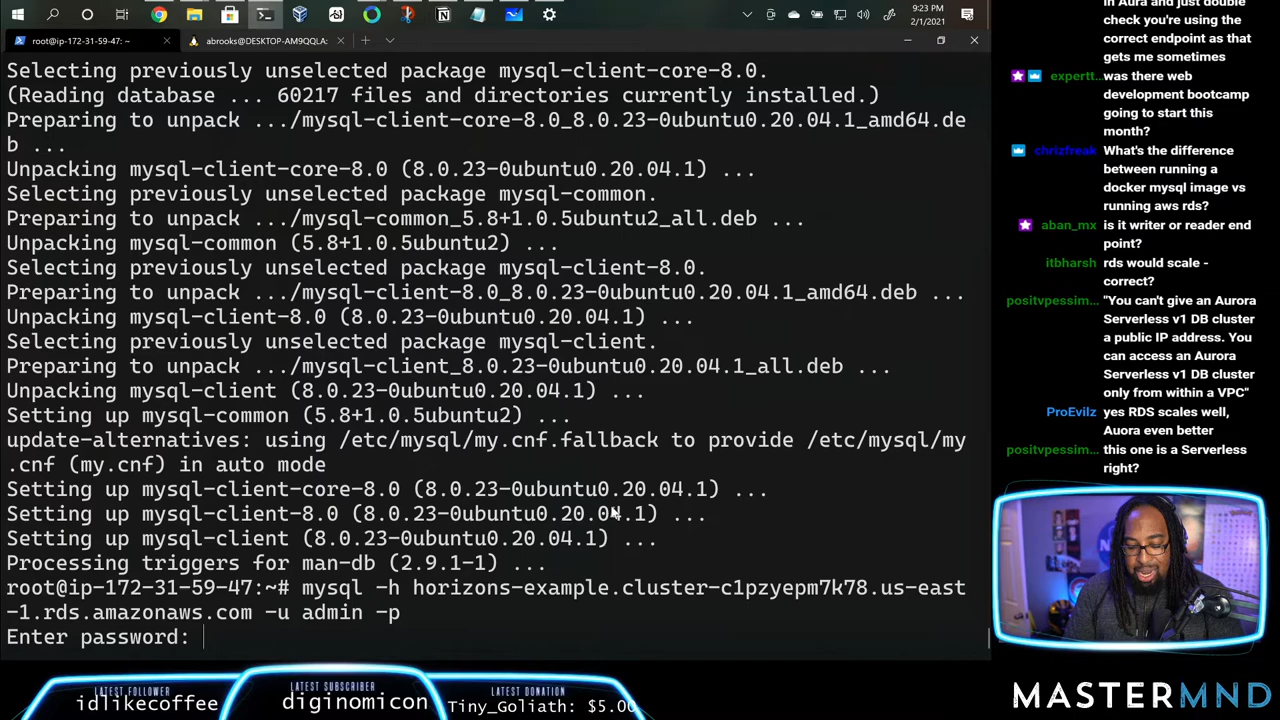 9:23 PM
2/1/2021
root@ip-172-31-59-47: ~
abrooks@DESKTOP-AM9QQLA:
Selecting previously unselected package mysql-client-core-8.0.
(Reading database ... 60217 files and directories currently installed.)
Preparing to unpack .../mysql-client-core-8.0_8.0.23-0ubuntu0.20.04.1_amd64.de
b ...
Unpacking mysql-client-core-8.0 (8.0.23-0ubuntu0.20.04.1) ...
Selecting previously unselected package mysql-common.
Preparing to unpack .../mysql-common_5.8+1.0.5ubuntu2_all.deb ...
Unpacking mysql-common (5.8+1.0.5ubuntu2) ...
Selecting previously unselected package mysql-client-8.0.
Preparing to unpack .../mysql-client-8.0_8.0.23-0ubuntu0.20.04.1_amd64.deb ...
Unpacking mysql-client-8.0 (8.0.23-0ubuntu0.20.04.1) ...
Selecting previously unselected package mysql-client.
Preparing to unpack .../mysql-client_8.0.23-0ubuntu0.20.04.1_all.deb ...
Unpacking mysql-client (8.0.23-0ubuntu0.20.04.1) ...
Setting up mysql-common (5.8+1.0.5ubuntu2) ...
update-alternatives: using /etc/mysql/my.cnf.fallback to provide /etc/mysql/my
.cnf (my.cnf) in auto mode
Setting up mysql-client-core-8.0 (8.0.23-0ubuntu0.20.04.1) ...
Setting up mysql-client-8.0 (8.0.23-0ubuntu0.20.04.1) ...
Setting up mysql-client (8.0.23-0ubuntu0.20.04.1) ...
Processing triggers for man-db (2.9.1-1) ...
root@ip-172-31-59-47:~# mysql -h horizons-example.cluster-c1pzyepm7k78.us-east
-1.rds.amazonaws.com -u admin -p
Enter password:
in Aura and just double
check you're using the
correct endpoint as that
gets me sometimes
expertt... was there web
development bootcamp
going to start this
month?
chrizfreak What's the difference
between running a
docker mysql image vs
running aws rds?
aban_mx is it writer or reader end
point?
itbharsh rds would scale -
correct?
positvpessim... "You can't give an Aurora
Serverless v1 DB cluster
a public IP address. You
can access an Aurora
Serverless v1 DB cluster
only from within a VPC"
ProEvilz yes RDS scales well,
Auora even better
positvpessim... this one is a Serverless
right?
LATEST FOLLOWER
idlikecoffee
LATEST SUBSCRIBER
diginomicon
LATEST DONATION
Tiny_Goliath: $5.00
MASTERMND